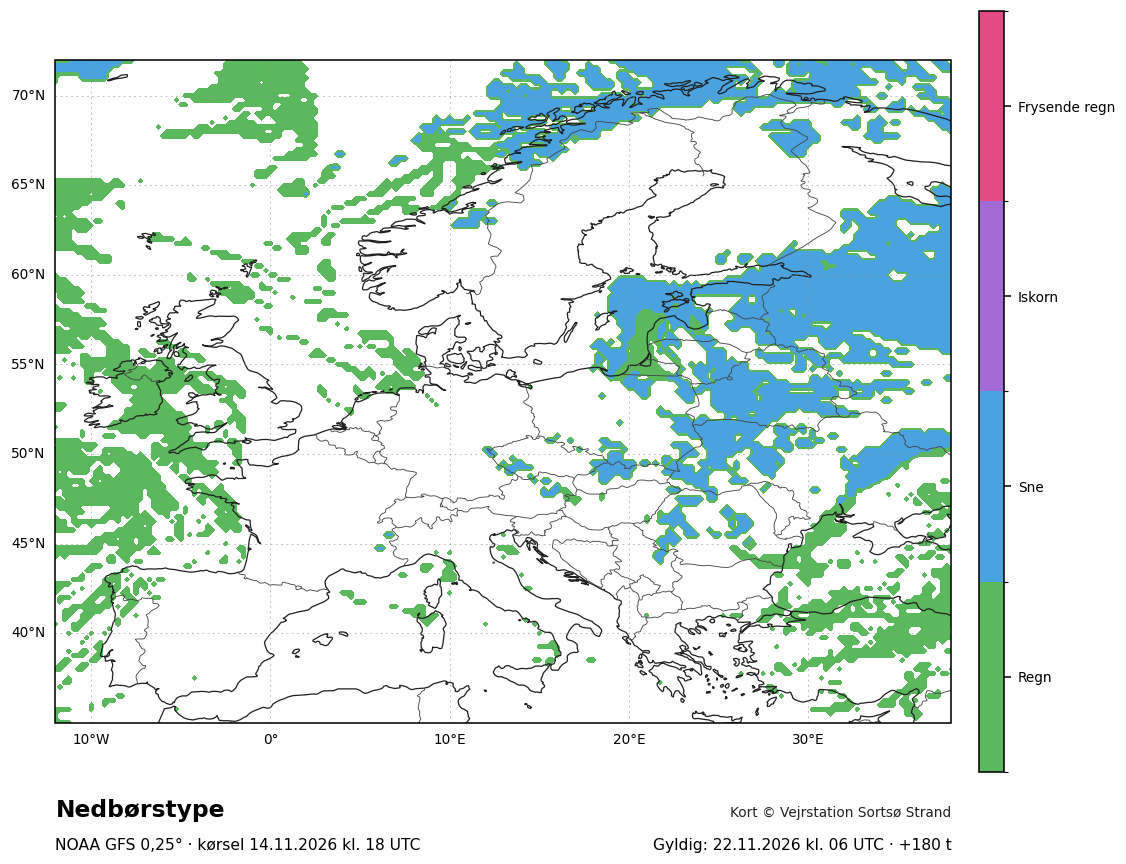 Frysende regn
Iskorn
Sne
Regn
70°N
65°N
60°N
55°N
50°N
45°N
40°N
10°W
0°
10°E
20°E
30°E
Nedbørstype
Kort © Vejrstation Sortsø Strand
NOAA GFS 0,25° · kørsel 14.11.2026 kl. 18 UTC
Gyldig: 22.11.2026 kl. 06 UTC · +180 t